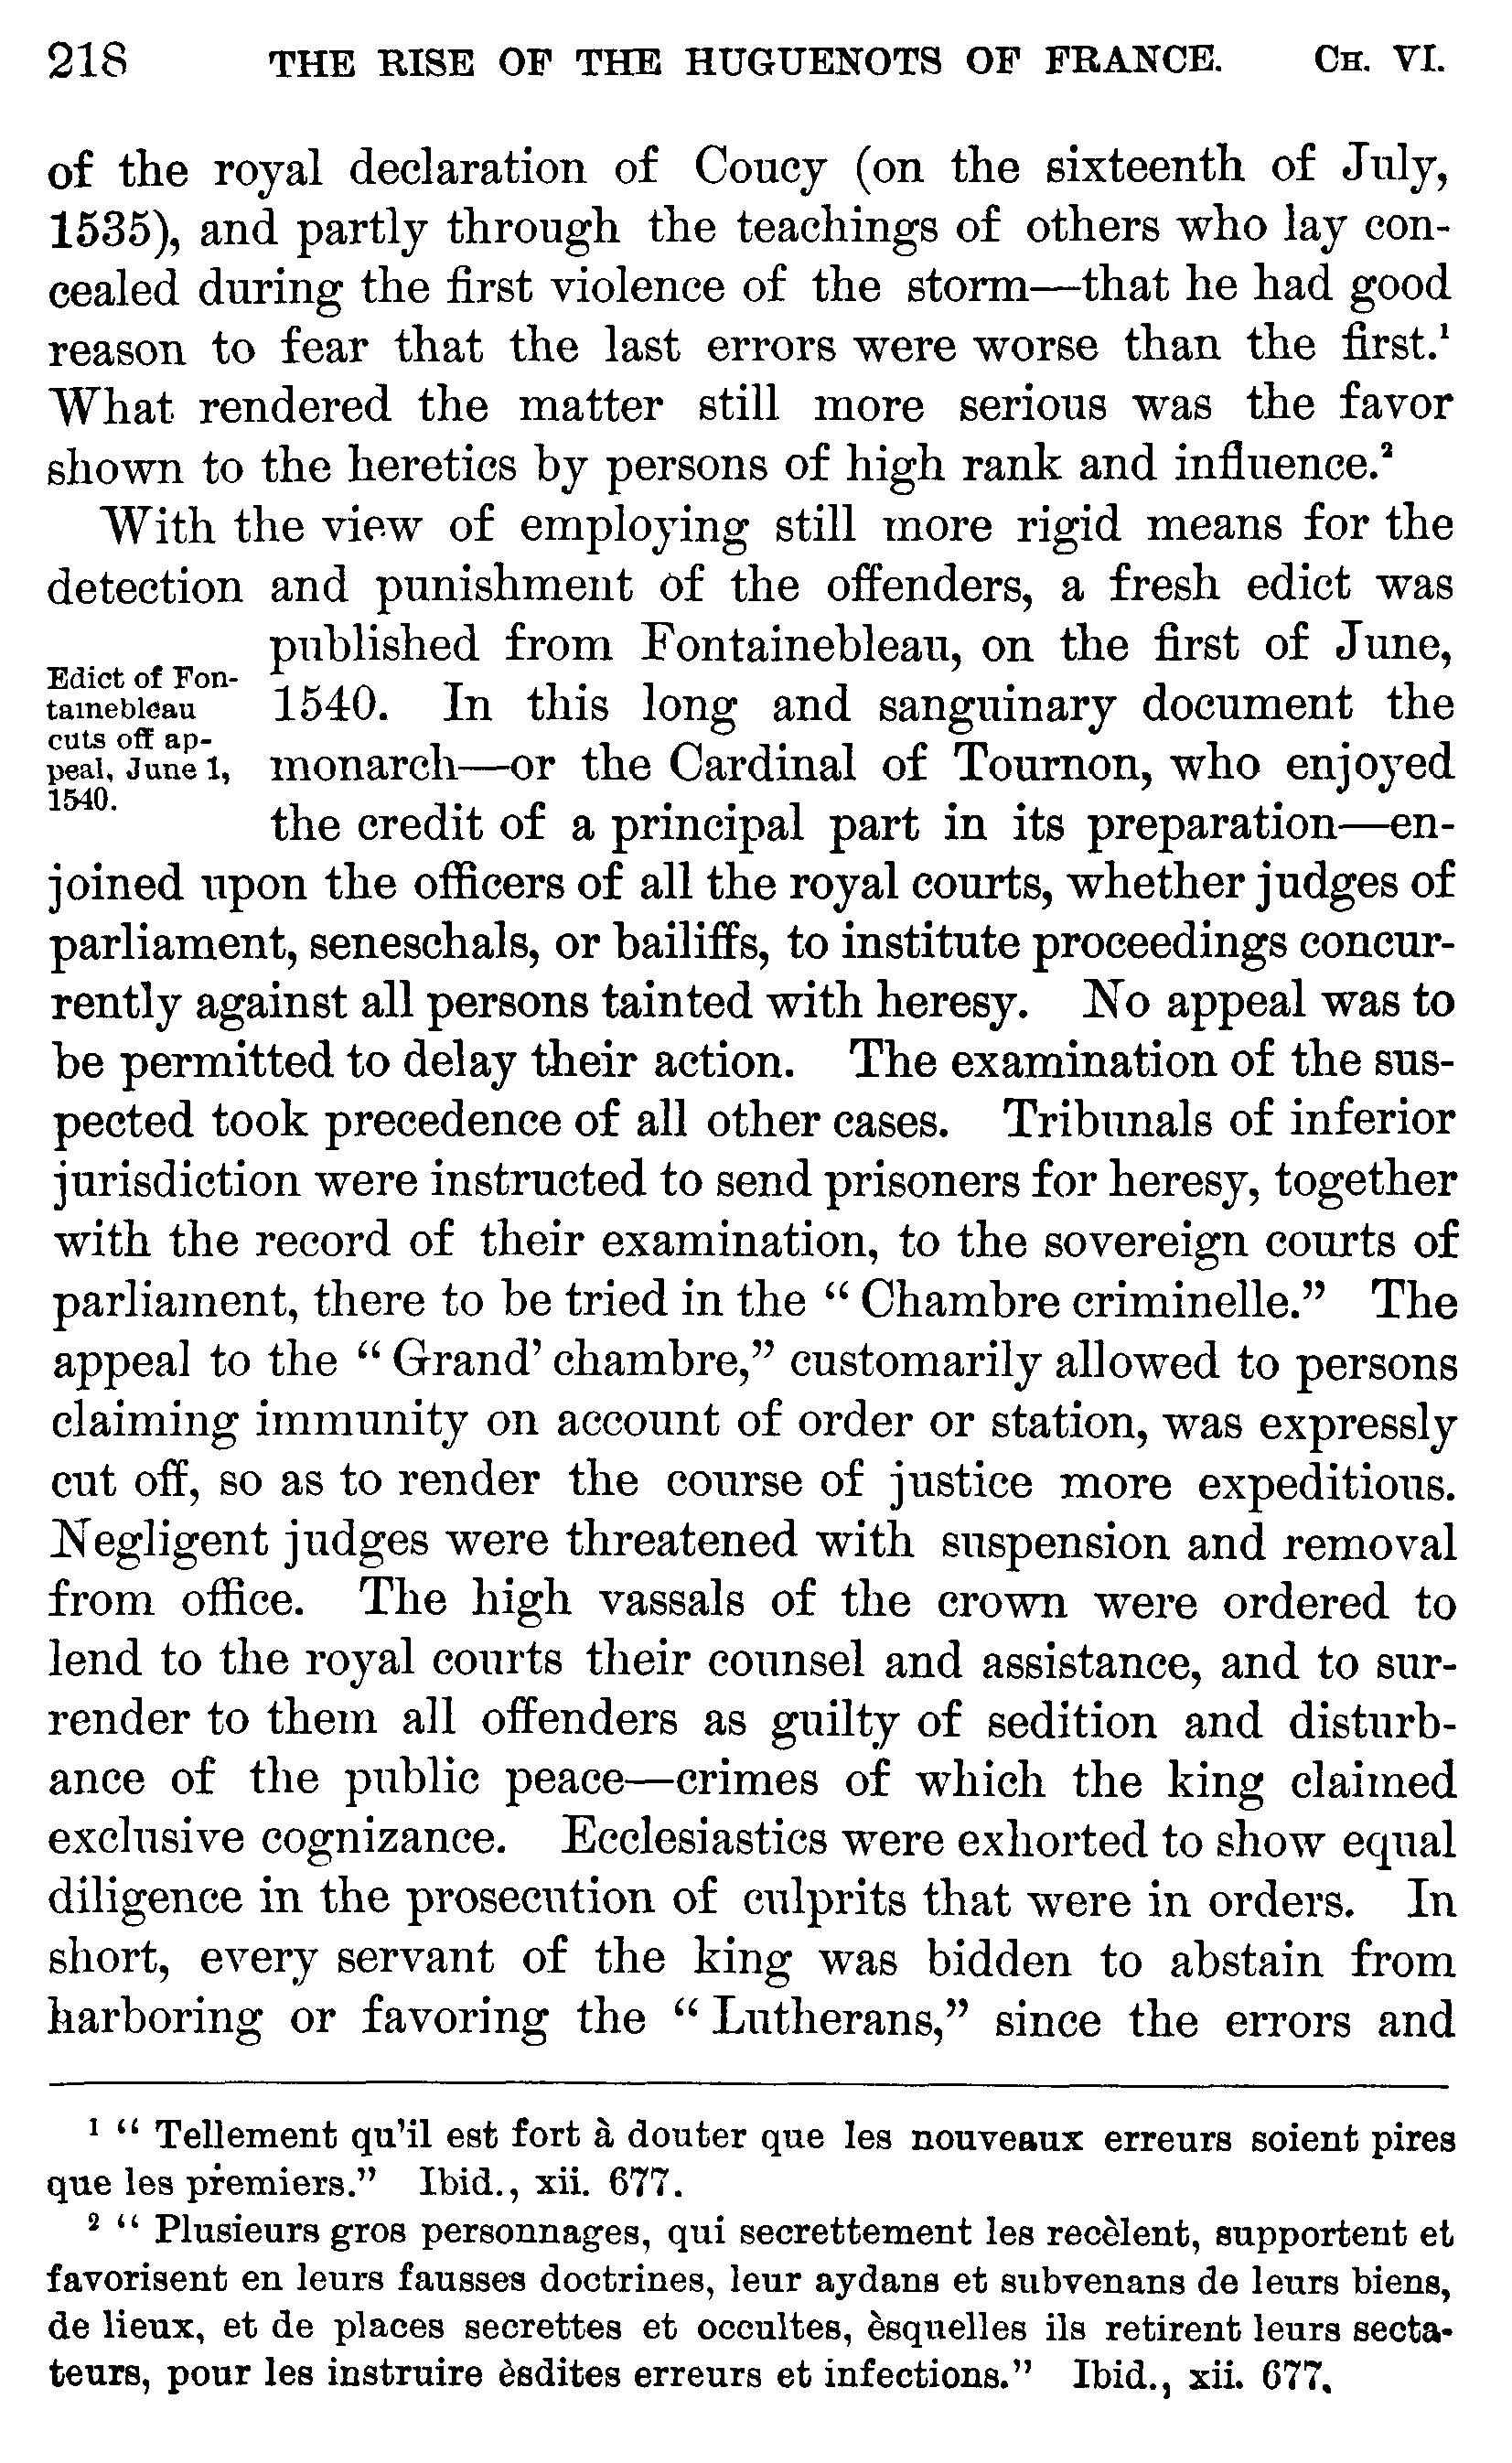 218 THE RISE OF THE HUGUENOTS OF FRANCE. CH. VI.
of the royal declaration of Coucy (on the sixteenth of July,
1535), and partly through the teachings of others who lay con-
cealed during the first violence of the storm—that he had good
reason to fear that the last errors were worse than the first.¹
What rendered the matter still more serious was the favor
shown to the heretics by persons of high rank and influence.²
With the view of employing still more rigid means for the
detection and punishment of the offenders, a fresh edict was
Edict of Fon-
tainebleau
cuts off ap-
peal, June 1,
1540.
published from Fontainebleau, on the first of June,
1540. In this long and sanguinary document the
monarch—or the Cardinal of Tournon, who enjoyed
the credit of a principal part in its preparation—en-
joined upon the officers of all the royal courts, whether judges of
parliament, seneschals, or bailiffs, to institute proceedings concur-
rently against all persons tainted with heresy. No appeal was to
be permitted to delay their action. The examination of the sus-
pected took precedence of all other cases. Tribunals of inferior
jurisdiction were instructed to send prisoners for heresy, together
with the record of their examination, to the sovereign courts of
parliament, there to be tried in the “ Chambre criminelle.” The
appeal to the “ Grand’ chambre,” customarily allowed to persons
claiming immunity on account of order or station, was expressly
cut off, so as to render the course of justice more expeditious.
Negligent judges were threatened with suspension and removal
from office. The high vassals of the crown were ordered to
lend to the royal courts their counsel and assistance, and to sur-
render to them all offenders as guilty of sedition and disturb-
ance of the public peace—crimes of which the king claimed
exclusive cognizance. Ecclesiastics were exhorted to show equal
diligence in the prosecution of culprits that were in orders. In
short, every servant of the king was bidden to abstain from
harboring or favoring the “ Lutherans,” since the errors and
¹ “ Tellement qu’il est fort à douter que les nouveaux erreurs soient pires
que les premiers.” Ibid., xii. 677.
² “ Plusieurs gros personnages, qui secrettement les recèlent, supportent et
favorisent en leurs fausses doctrines, leur aydans et subvenans de leurs biens,
de lieux, et de places secrettes et occultes, èsquelles ils retirent leurs secta-
teurs, pour les instruire èsdites erreurs et infections.” Ibid., xii. 677.